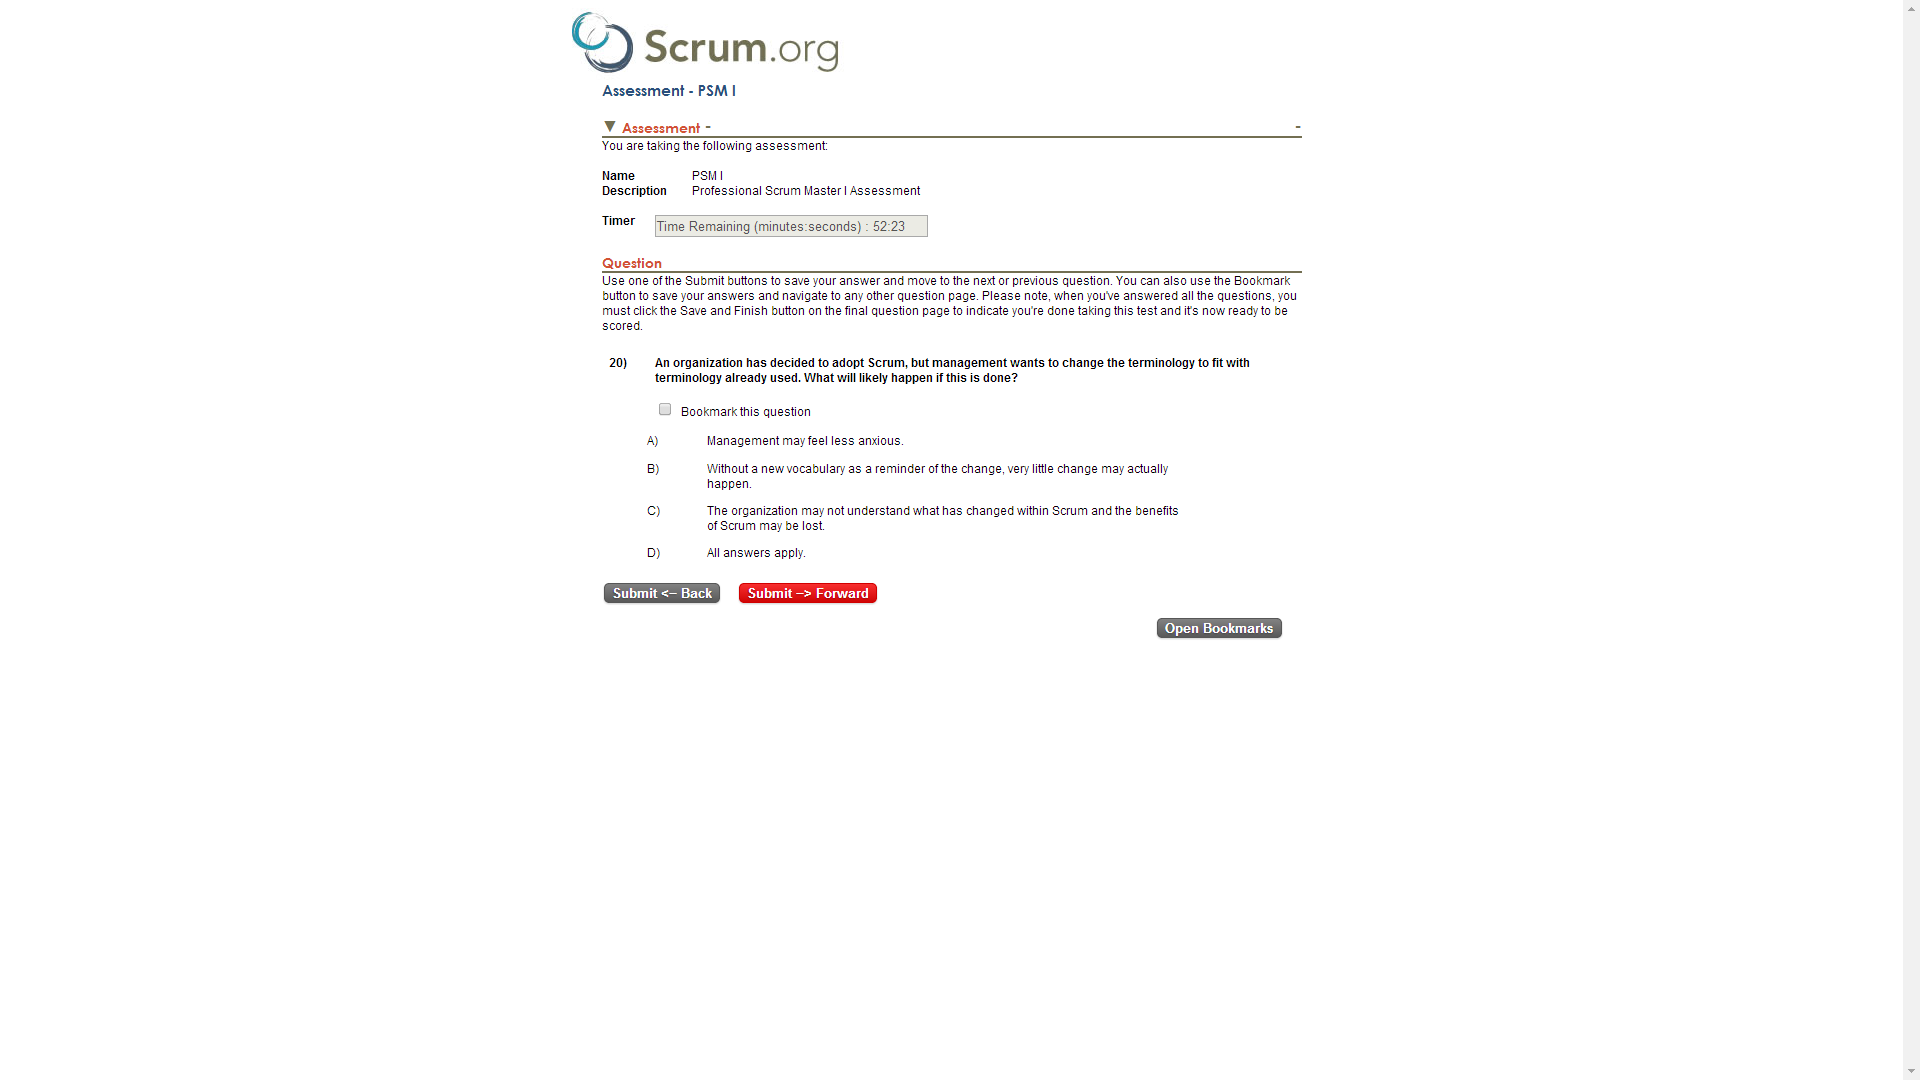 Scrum.org
Assessment - PSM I
▼ Assessment - -
You are taking the following assessment:
Name PSM I
Description Professional Scrum Master I Assessment
Timer Time Remaining (minutes:seconds) : 52:23
Question
Use one of the Submit buttons to save your answer and move to the next or previous question. You can also use the Bookmark
button to save your answers and navigate to any other question page. Please note, when you've answered all the questions, you
must click the Save and Finish button on the final question page to indicate you're done taking this test and it's now ready to be
scored.
20) An organization has decided to adopt Scrum, but management wants to change the terminology to fit with
terminology already used. What will likely happen if this is done?
Bookmark this question
A) Management may feel less anxious.
B) Without a new vocabulary as a reminder of the change, very little change may actually
happen.
C) The organization may not understand what has changed within Scrum and the benefits
of Scrum may be lost.
D) All answers apply.
Submit <-- Back Submit --> Forward
Open Bookmarks